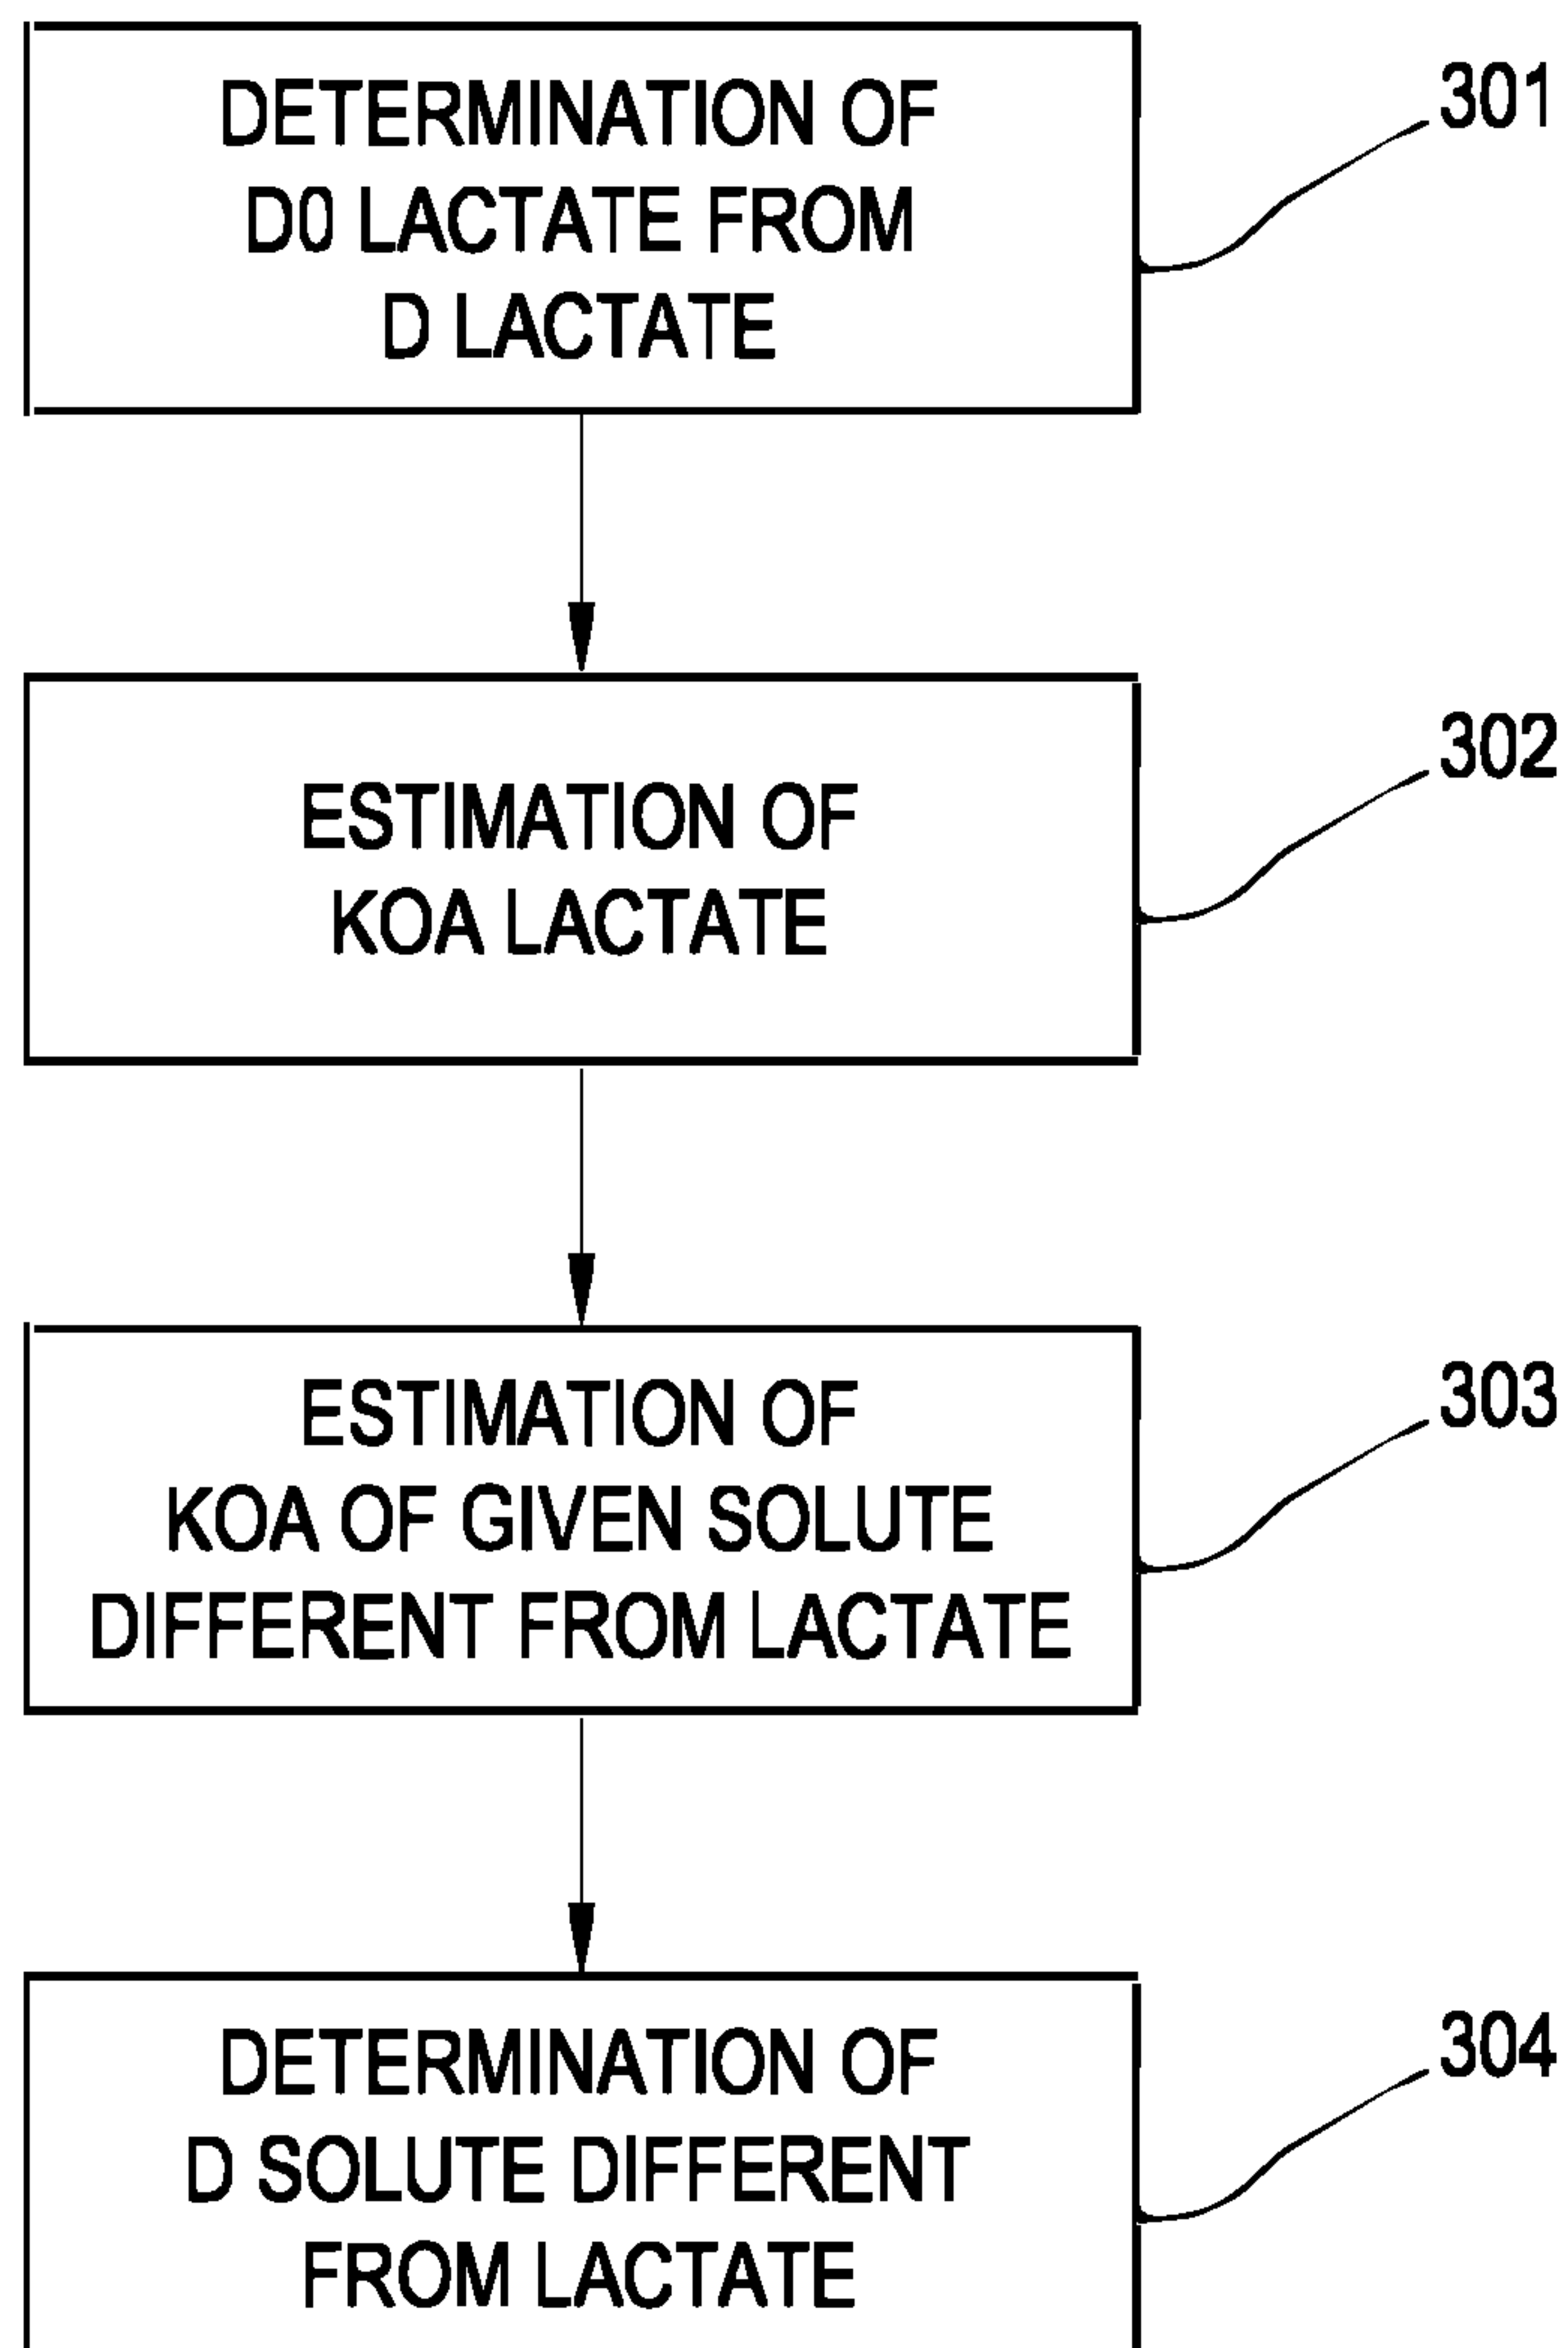 DETERMINATION OF
D0 LACTATE FROM
D LACTATE
301
ESTIMATION OF
KOA LACTATE
302
ESTIMATION OF
KOA OF GIVEN SOLUTE
DIFFERENT FROM LACTATE
303
DETERMINATION OF
D SOLUTE DIFFERENT
FROM LACTATE
304